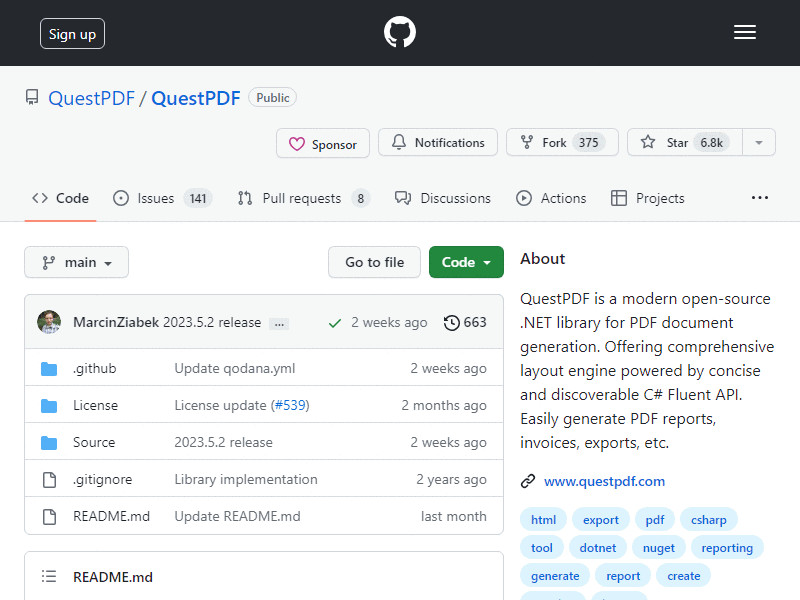 Sign up
QuestPDF / QuestPDF Public
Sponsor Notifications Fork 375 Star 6.8k
Code Issues 141 Pull requests 8 Discussions Actions Projects ...
main Go to file Code
MarcinZiabek 2023.5.2 release ... 2 weeks ago 663
.github Update qodana.yml 2 weeks ago
License License update (#539) 2 months ago
Source 2023.5.2 release 2 weeks ago
.gitignore Library implementation 2 years ago
README.md Update README.md last month
README.md
About
QuestPDF is a modern open-source
.NET library for PDF document
generation. Offering comprehensive
layout engine powered by concise
and discoverable C# Fluent API.
Easily generate PDF reports,
invoices, exports, etc.
www.questpdf.com
html export pdf csharp
tool dotnet nuget reporting
generate report create